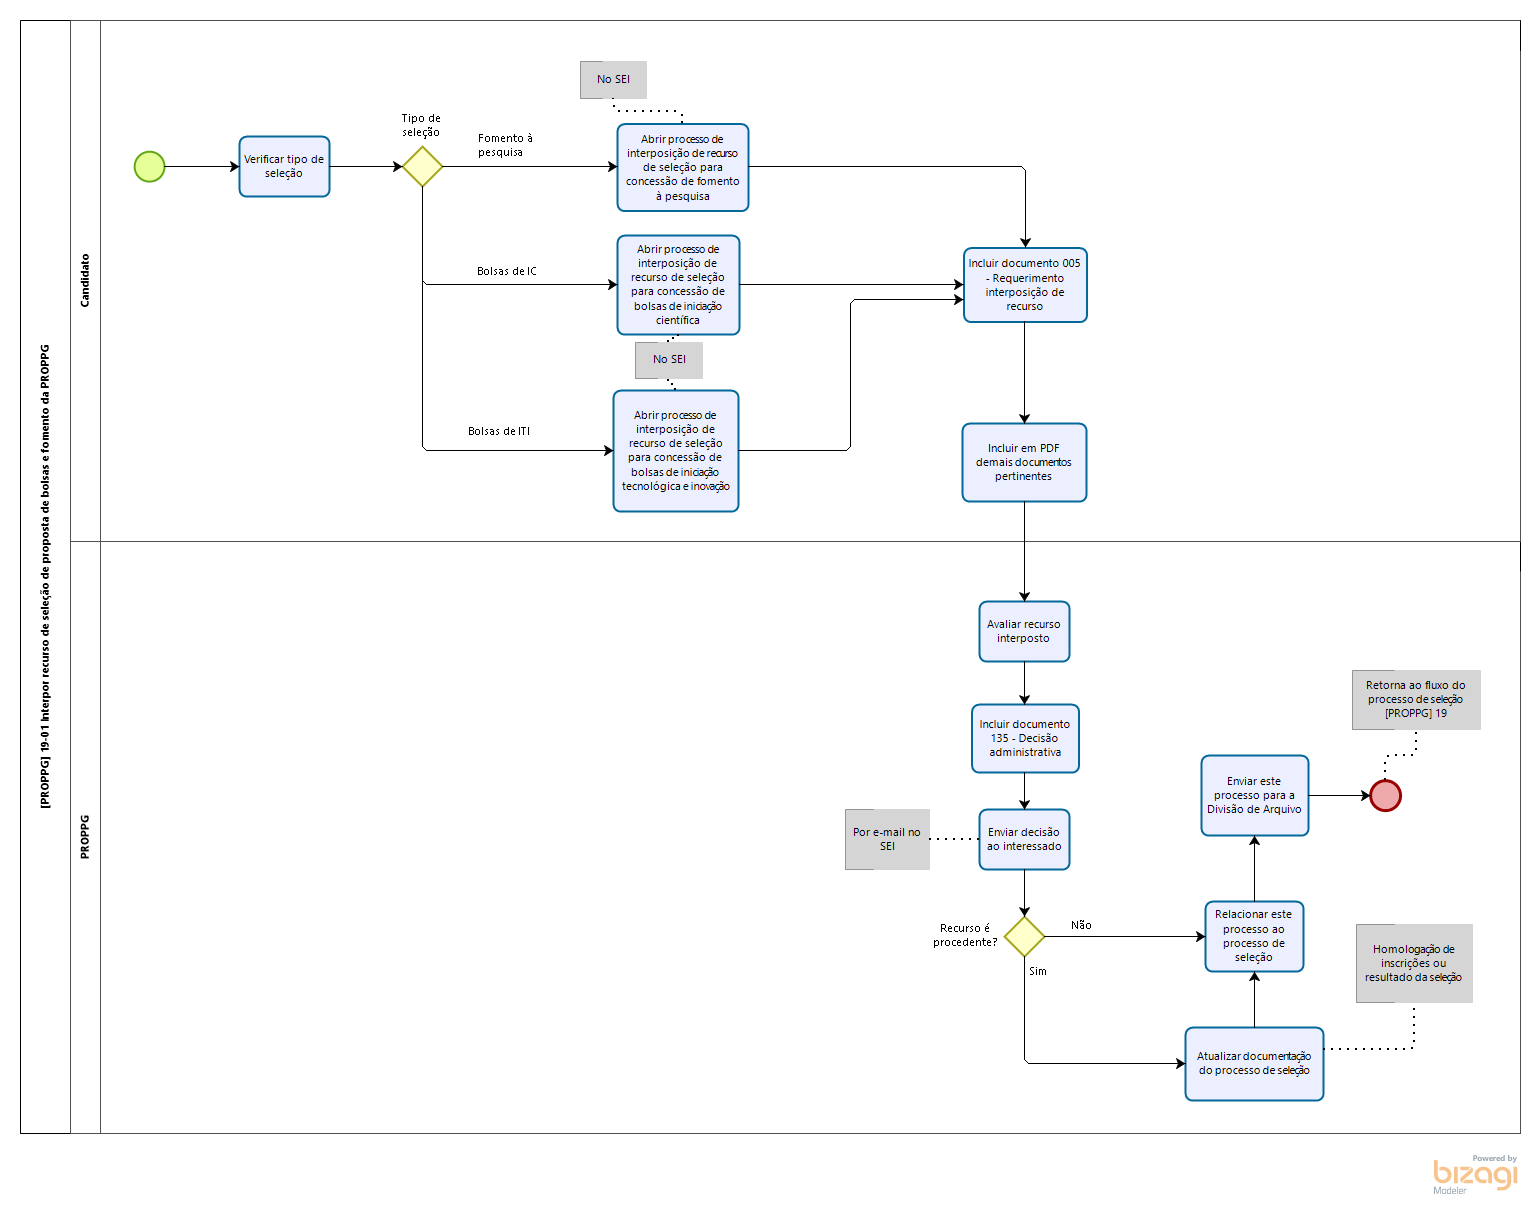 [PROPPG] 19-01 Interpor recurso de seleção de proposta de bolsas e fomento da PROPPG
Candidato
No SEI
Tipo de
seleção
Fomento à
pesquisa
Verificar tipo de
seleção
Abrir processo de
interposição de recurso
de seleção para
concessão de fomento
à pesquisa
Bolsas de IC
Abrir processo de
interposição de
recurso de seleção
para concessão de
bolsas de iniciação
científica
Incluir documento 005
- Requerimento
interposição de
recurso
No SEI
Bolsas de ITI
Abrir processo de
interposição de
recurso de seleção
para concessão de
bolsas de iniciação
tecnológica e inovação
Incluir em PDF
demais documentos
pertinentes
PROPPG
Avaliar recurso
interposto
Incluir documento
135 - Decisão
administrativa
Por e-mail no
SEI
Enviar decisão
ao interessado
Recurso é
procedente?
Não
Sim
Retorna ao fluxo do
processo de seleção
[PROPPG] 19
Enviar este
processo para a
Divisão de Arquivo
Relacionar este
processo ao
processo de
seleção
Homologação de
inscrições ou
resultado da seleção
Atualizar documentação
do processo de seleção
Powered by
bizagi
Modeler